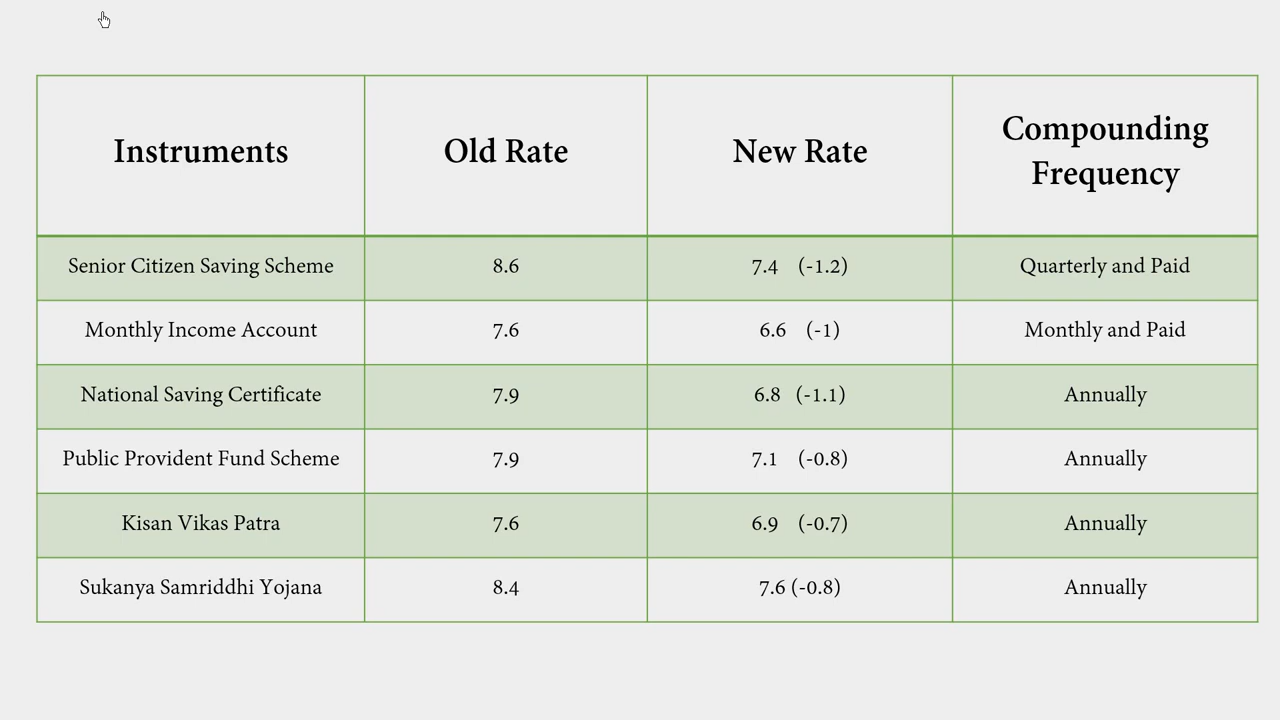 Instruments Old Rate New Rate Compounding
Frequency
Senior Citizen Saving Scheme 8.6 7.4 (-1.2) Quarterly and Paid
Monthly Income Account 7.6 6.6 (-1) Monthly and Paid
National Saving Certificate 7.9 6.8 (-1.1) Annually
Public Provident Fund Scheme 7.9 7.1 (-0.8) Annually
Kisan Vikas Patra 7.6 6.9 (-0.7) Annually
Sukanya Samriddhi Yojana 8.4 7.6 (-0.8) Annually